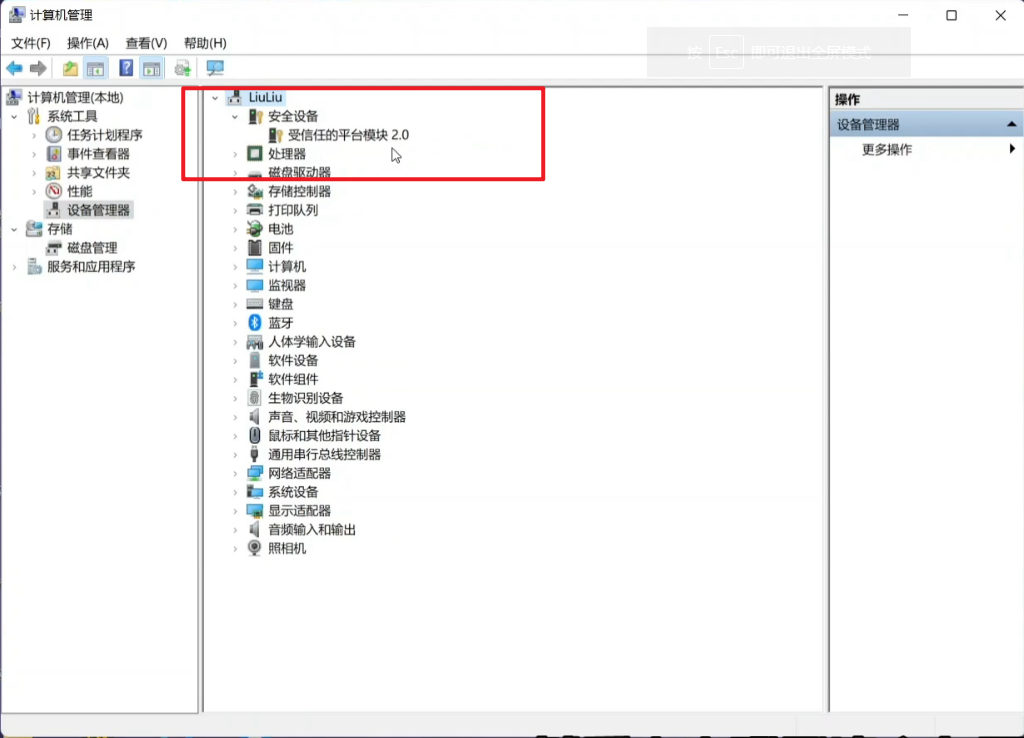 计算机管理
文件(F) 操作(A) 查看(V) 帮助(H)
按 Esc 即可退出全屏模式
计算机管理(本地)
系统工具
任务计划程序
事件查看器
共享文件夹
性能
设备管理器
存储
磁盘管理
服务和应用程序
LiuLiu
安全设备
受信任的平台模块 2.0
处理器
磁盘驱动器
存储控制器
打印队列
电池
固件
计算机
监视器
键盘
蓝牙
人体学输入设备
软件设备
软件组件
生物识别设备
声音、视频和游戏控制器
鼠标和其他指针设备
通用串行总线控制器
网络适配器
系统设备
显示适配器
音频输入和输出
照相机
操作
设备管理器
更多操作